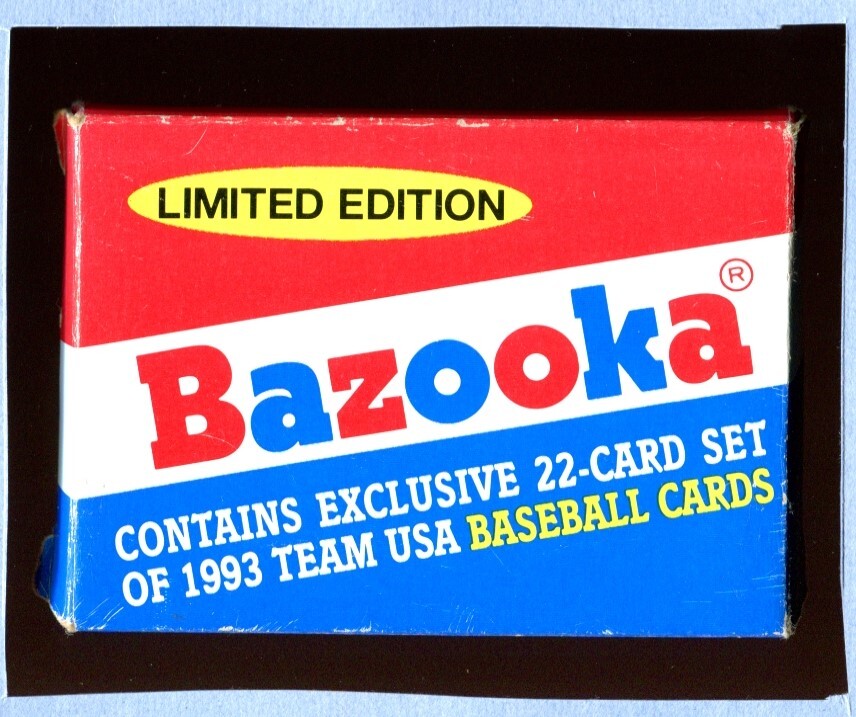 LIMITED EDITION
Bazooka®
CONTAINS EXCLUSIVE 22-CARD SET
OF 1993 TEAM USA BASEBALL CARDS